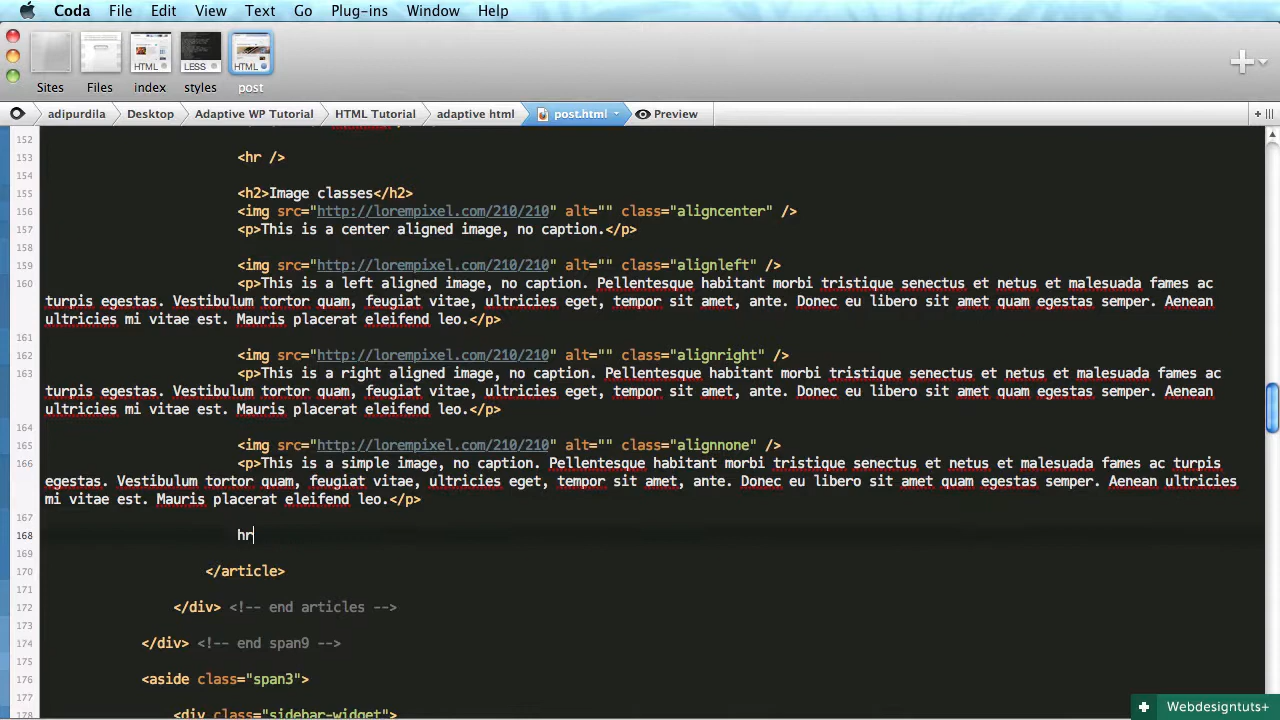 Coda File Edit View Text Go Plug-ins Window Help
HTML LESS HTML
Sites Files index styles post
adipurdila Desktop Adaptive WP Tutorial HTML Tutorial adaptive html post.html Preview
152
153 <hr />
154
155 <h2>Image classes</h2>
156 <img src="http://lorempixel.com/210/210" alt="" class="aligncenter" />
157 <p>This is a center aligned image, no caption.</p>
158
159 <img src="http://lorempixel.com/210/210" alt="" class="alignleft" />
160 <p>This is a left aligned image, no caption. Pellentesque habitant morbi tristique senectus et netus et malesuada fames ac
turpis egestas. Vestibulum tortor quam, feugiat vitae, ultricies eget, tempor sit amet, ante. Donec eu libero sit amet quam egestas semper. Aenean
ultricies mi vitae est. Mauris placerat eleifend leo.</p>
161
162 <img src="http://lorempixel.com/210/210" alt="" class="alignright" />
163 <p>This is a right aligned image, no caption. Pellentesque habitant morbi tristique senectus et netus et malesuada fames ac
turpis egestas. Vestibulum tortor quam, feugiat vitae, ultricies eget, tempor sit amet, ante. Donec eu libero sit amet quam egestas semper. Aenean
ultricies mi vitae est. Mauris placerat eleifend leo.</p>
164
165 <img src="http://lorempixel.com/210/210" alt="" class="alignnone" />
166 <p>This is a simple image, no caption. Pellentesque habitant morbi tristique senectus et netus et malesuada fames ac turpis
egestas. Vestibulum tortor quam, feugiat vitae, ultricies eget, tempor sit amet, ante. Donec eu libero sit amet quam egestas semper. Aenean ultricies
mi vitae est. Mauris placerat eleifend leo.</p>
167
168 hr
169
170 </article>
171
172 </div> <!-- end articles -->
173
174 </div> <!-- end span9 -->
175
176 <aside class="span3">
177
178 <div class="sidebar-widget">
Webdesigntuts+